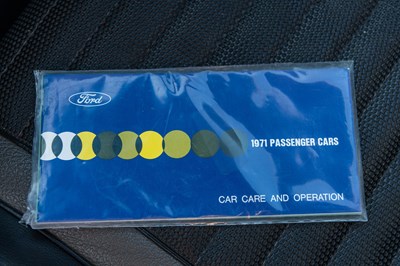 Ford
1971 PASSENGER CARS
CAR CARE AND OPERATION